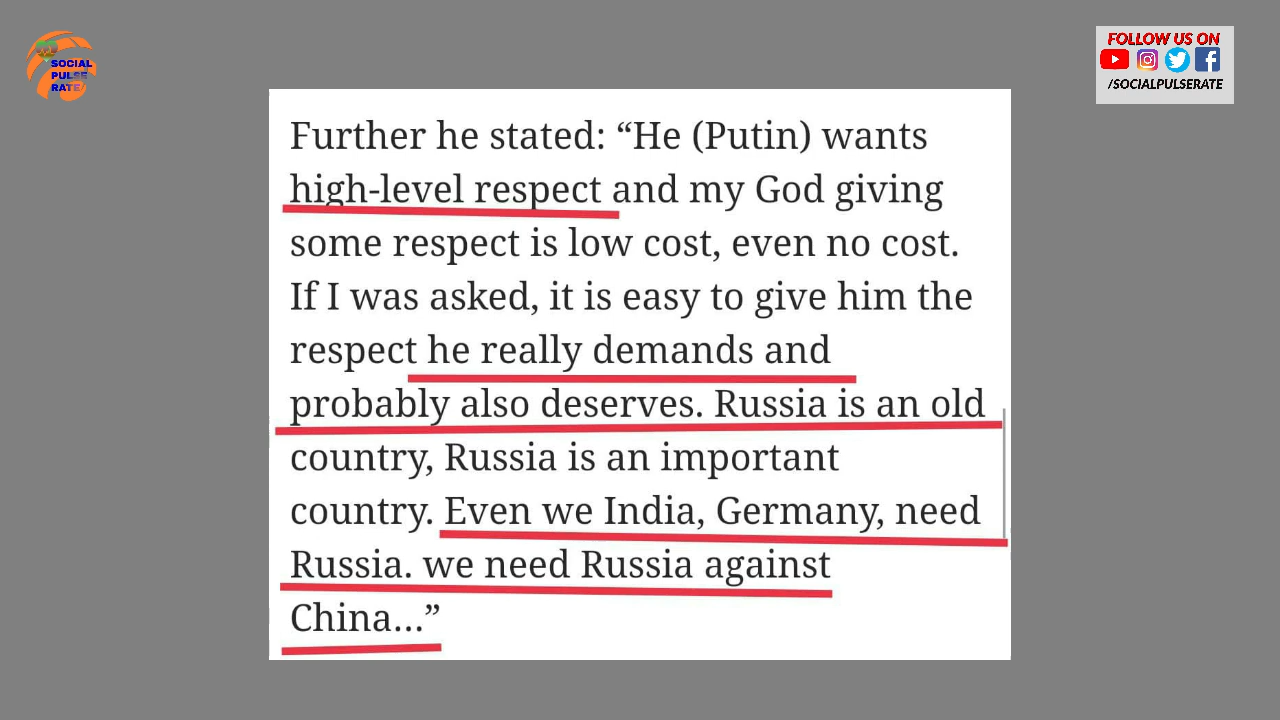 SOCIAL
PULSE
RATE
FOLLOW US ON
/SOCIALPULSERATE
Further he stated: “He (Putin) wants
high-level respect and my God giving
some respect is low cost, even no cost.
If I was asked, it is easy to give him the
respect he really demands and
probably also deserves. Russia is an old
country, Russia is an important
country. Even we India, Germany, need
Russia. we need Russia against
China...”